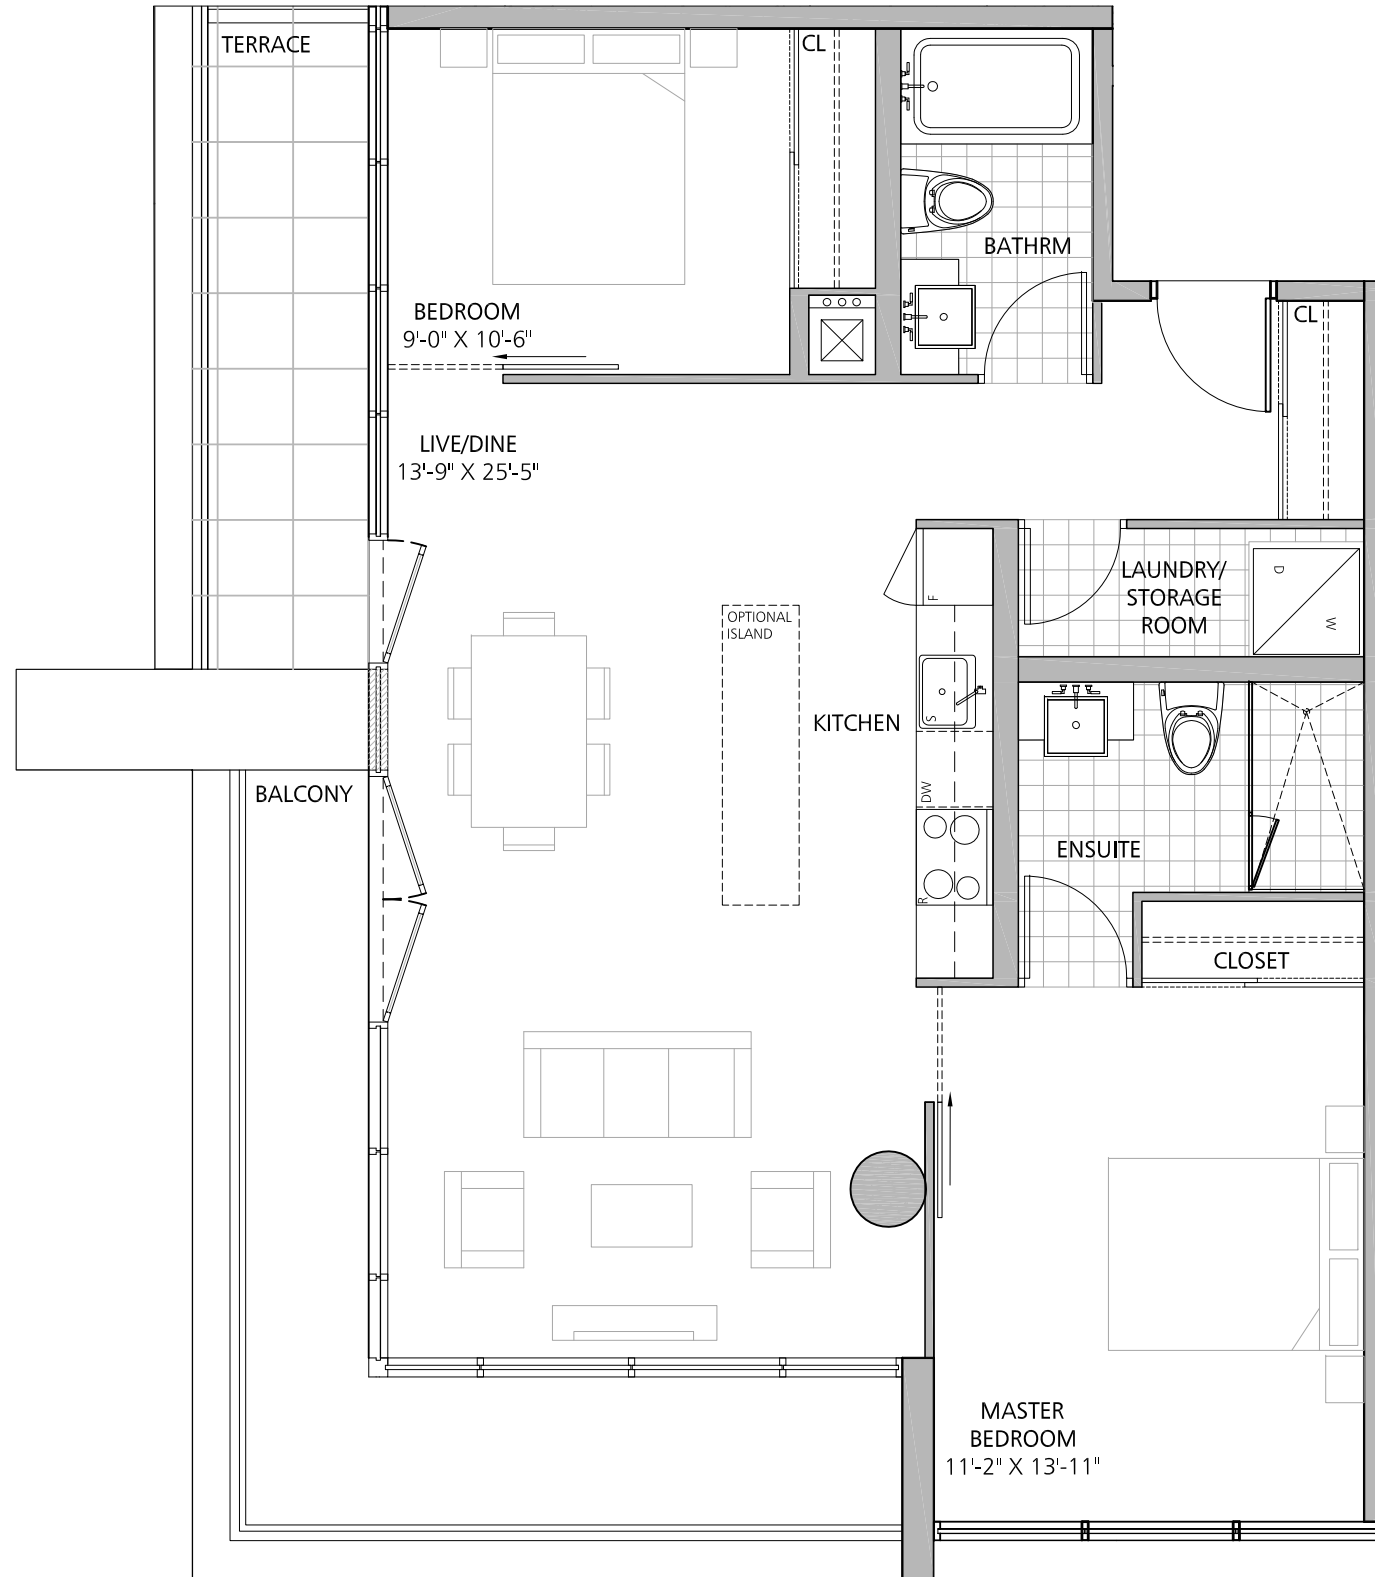 TERRACE
CL
BATHRM
BEDROOM
9'-0" X 10'-6"
CL
LIVE/DINE
13'-9" X 25'-5"
LAUNDRY/
STORAGE
ROOM
D
W
F
OPTIONAL
ISLAND
S
KITCHEN
DW
BALCONY
ENSUITE
R
CLOSET
MASTER
BEDROOM
11'-2" X 13'-11"